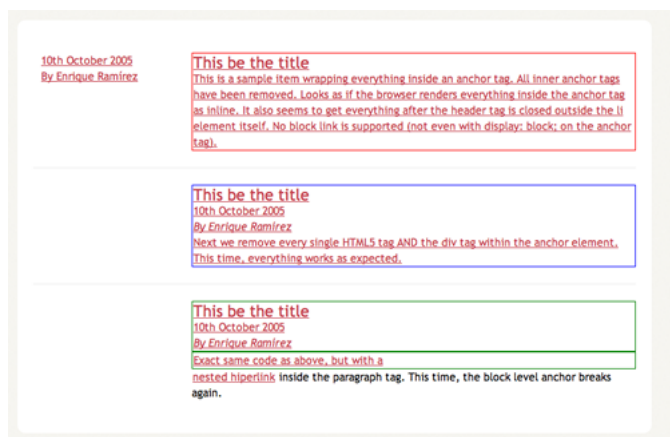 10th October 2005
By Enrique Ramírez
This be the title
This is a sample item wrapping everything inside an anchor tag. All inner anchor tags
have been removed. Looks as if the browser renders everything inside the anchor tag
as inline. It also seems to get everything after the header tag is closed outside the li
element itself. No block link is supported (not even with display: block; on the anchor
tag).
This be the title
10th October 2005
By Enrique Ramírez
Next we remove every single HTML5 tag AND the div tag within the anchor element.
This time, everything works as expected.
This be the title
10th October 2005
By Enrique Ramírez
Exact same code as above, but with a
nested hiperlink inside the paragraph tag. This time, the block level anchor breaks
again.